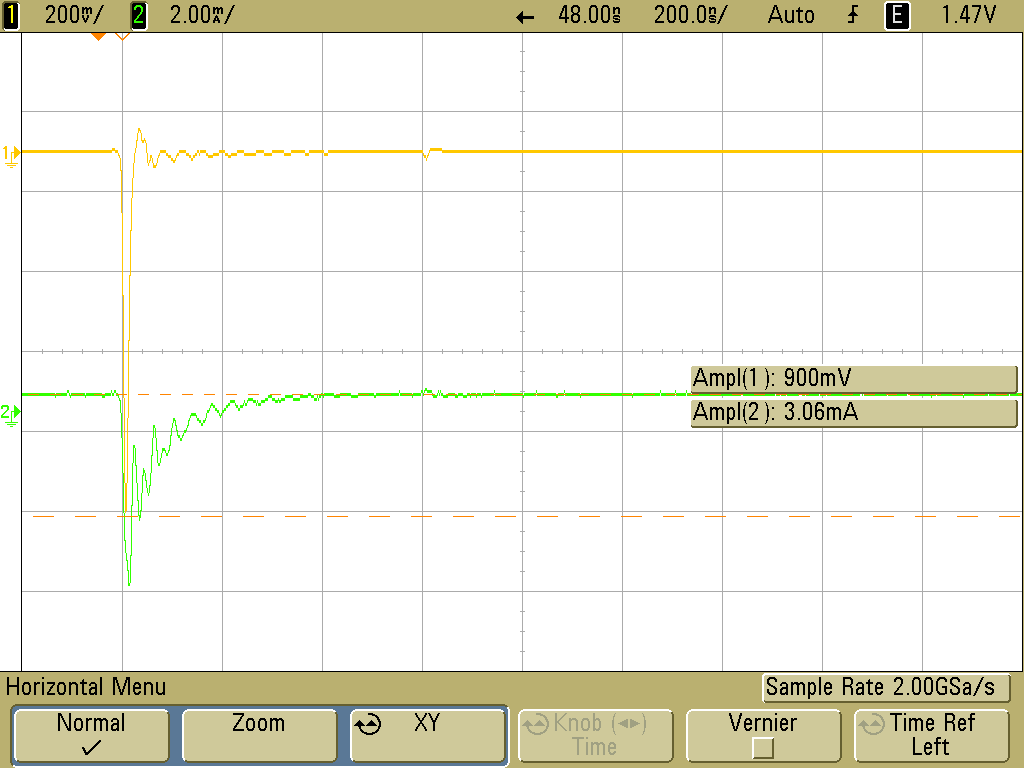 1 200mV/ 2 2.00mA/ 48.00ns 200.0ns/ Auto E 1.47V
1
Ampl(1): 900mV
2
Ampl(2): 3.06mA
Horizontal Menu Sample Rate 2.00GSa/s
Normal Zoom XY Knob (◄►) Vernier Time Ref
Time Left